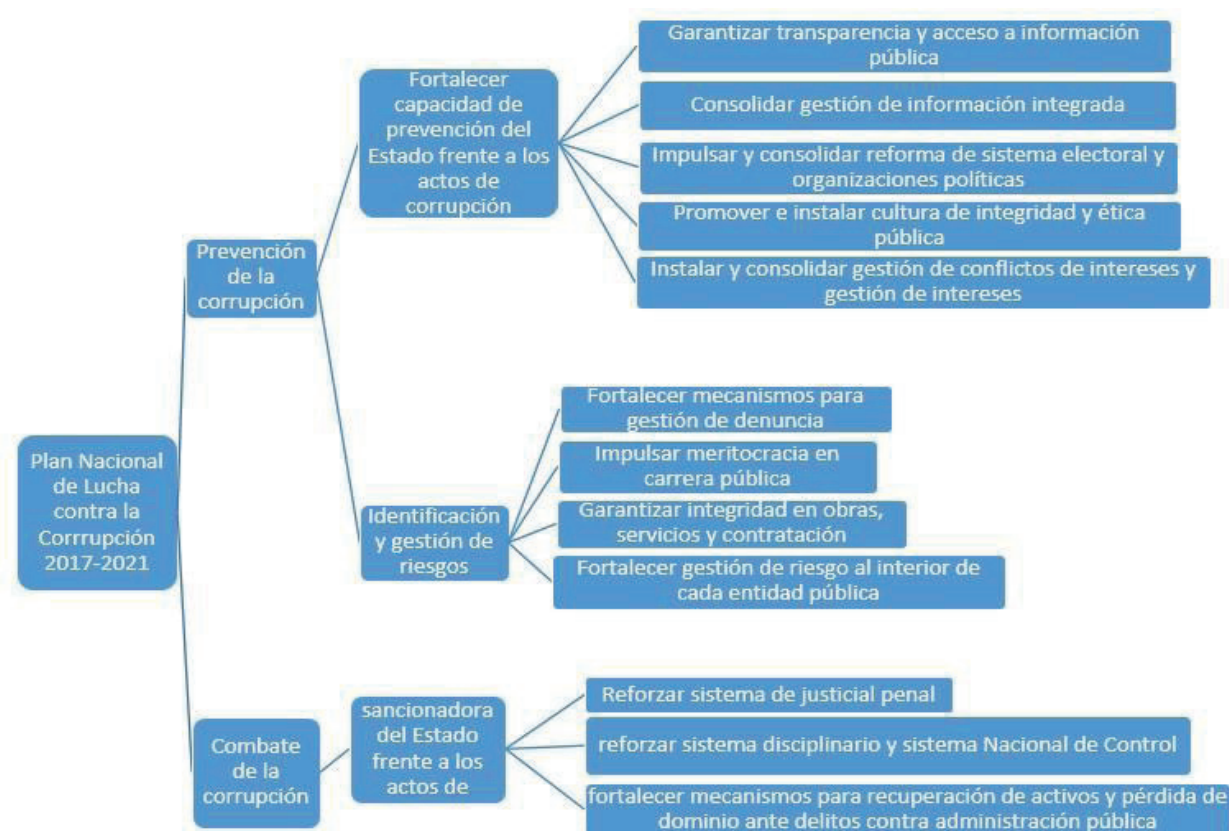 Plan Nacional
de Lucha
contra la
Corrrupción
2017-2021
Prevención
de la
corrupción
Fortalecer
capacidad de
prevención del
Estado frente a los
actos de
corrupción
Garantizar transparencia y acceso a información
pública
Consolidar gestión de información integrada
Impulsar y consolidar reforma de sistema electoral y
organizaciones políticas
Promover e instalar cultura de integridad y ética
pública
Instalar y consolidar gestión de conflictos de intereses y
gestión de intereses
Identificación
y gestión de
riesgos
Fortalecer mecanismos para
gestión de denuncia
Impulsar meritocracia en
carrera pública
Garantizar integridad en obras,
servicios y contratación
Fortalecer gestión de riesgo al interior de
cada entidad pública
Combate
de la
corrupción
sancionadora
del Estado
frente a los
actos de
Reforzar sistema de justicial penal
reforzar sistema disciplinario y sistema Nacional de Control
fortalecer mecanismos para recuperación de activos y pérdida de
dominio ante delitos contra administración pública